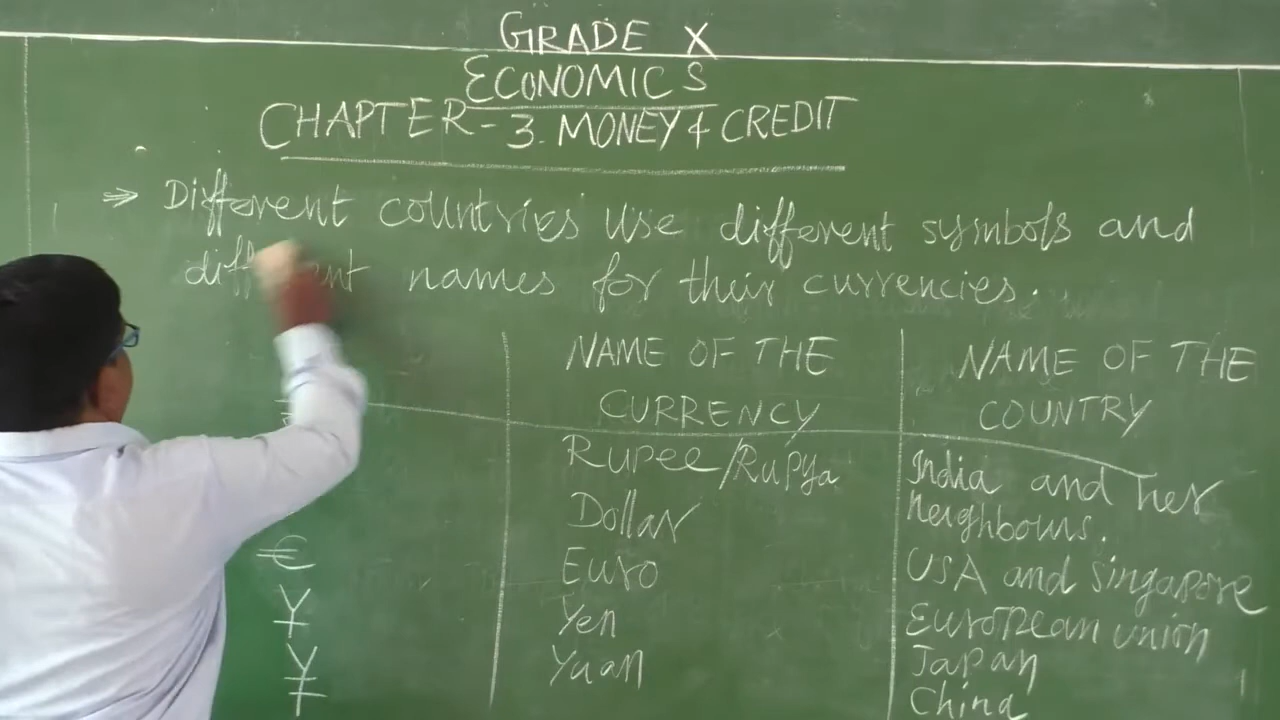 GRADE X
ECONOMICS
CHAPTER-3. MONEY & CREDIT
⇒ Different countries use different symbols and
names for their currencies.
NAME OF THE CURRENCY
NAME OF THE COUNTRY
Rupee/Rupya
India and her neighbours.
Dollar
USA and Singapore
€
Euro
European union
Y
Yen
Japan
¥
Yuan
China